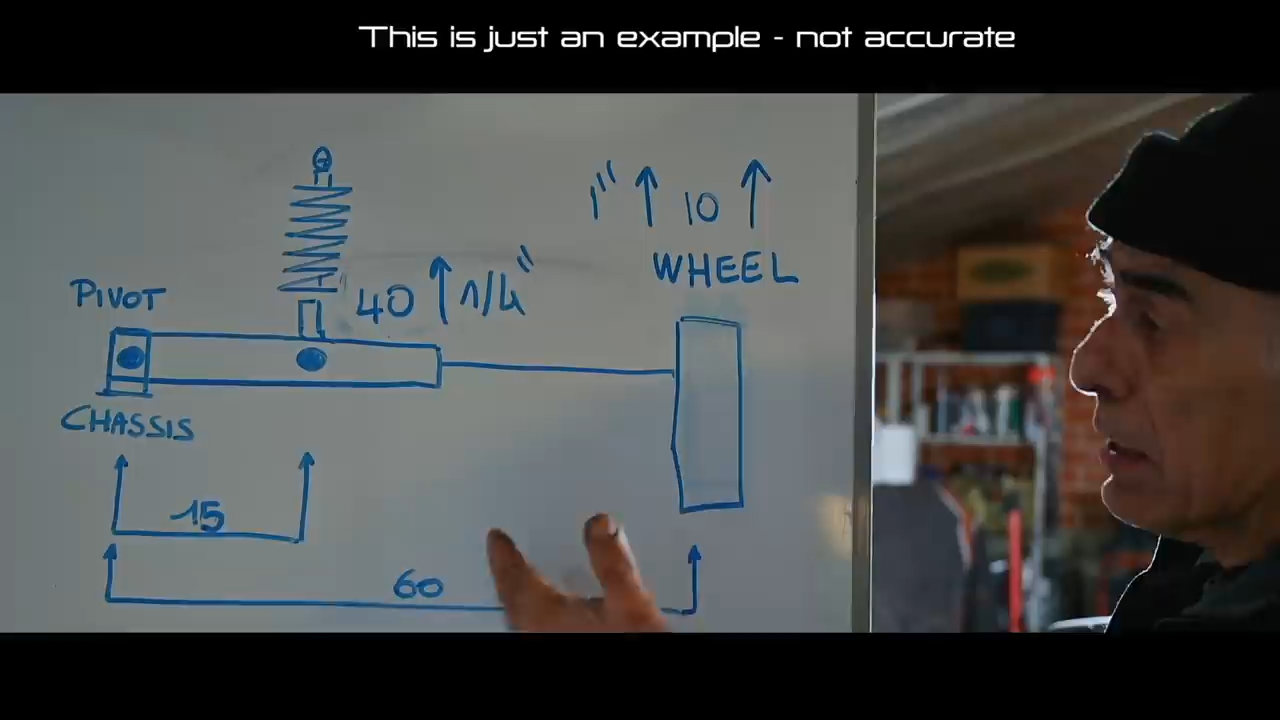 This is just an example - not accurate
1" ↑ 10 ↑
WHEEL
40 ↑ 1/4"
PIVOT
CHASSIS
15
60